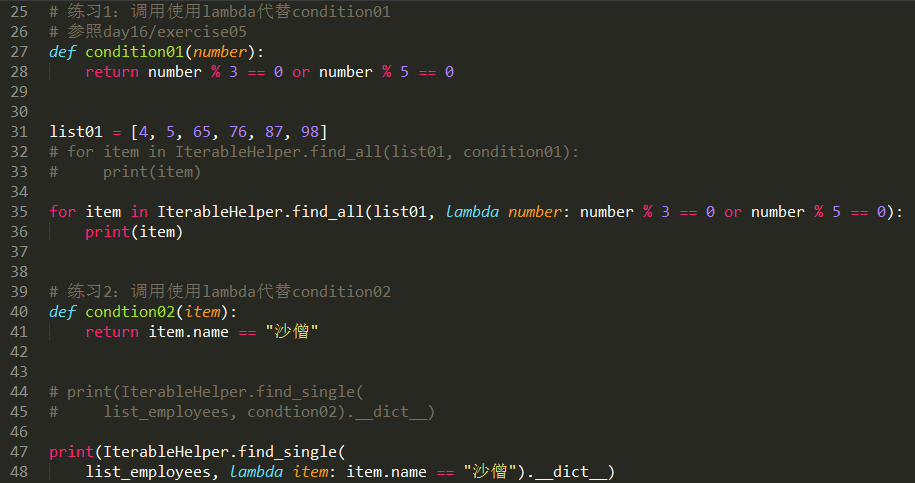 25 # 练习1：调用使用lambda代替condition01
26 # 参照day16/exercise05
27 def condition01(number):
28     return number % 3 == 0 or number % 5 == 0
29
30
31 list01 = [4, 5, 65, 76, 87, 98]
32 # for item in IterableHelper.find_all(list01, condition01):
33 #     print(item)
34
35 for item in IterableHelper.find_all(list01, lambda number: number % 3 == 0 or number % 5 == 0):
36     print(item)
37
38
39 # 练习2：调用使用lambda代替condition02
40 def condtion02(item):
41     return item.name == "沙僧"
42
43
44 # print(IterableHelper.find_single(
45 #     list_employees, condtion02).__dict__)
46
47 print(IterableHelper.find_single(
48     list_employees, lambda item: item.name == "沙僧").__dict__)